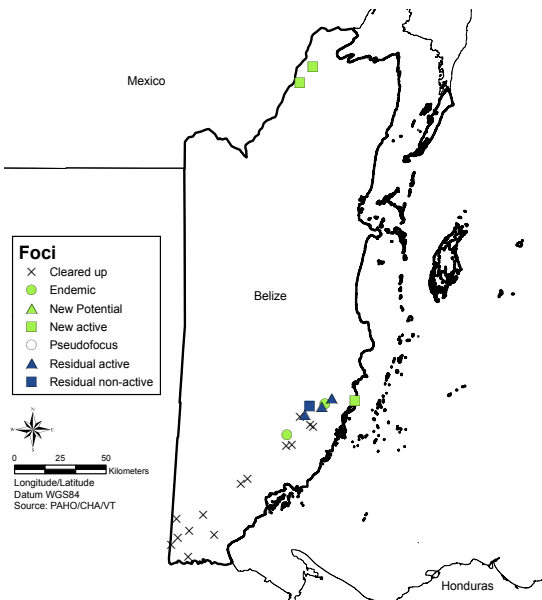 Mexico
Foci
Cleared up
Endemic
New Potential
New active
Pseudofocus
Residual active
Residual non-active
Belize
N
W E
S
0 25 50
Kilometers
Longitude/Latitude
Datum WGS84
Source: PAHO/CHA/VT
Honduras